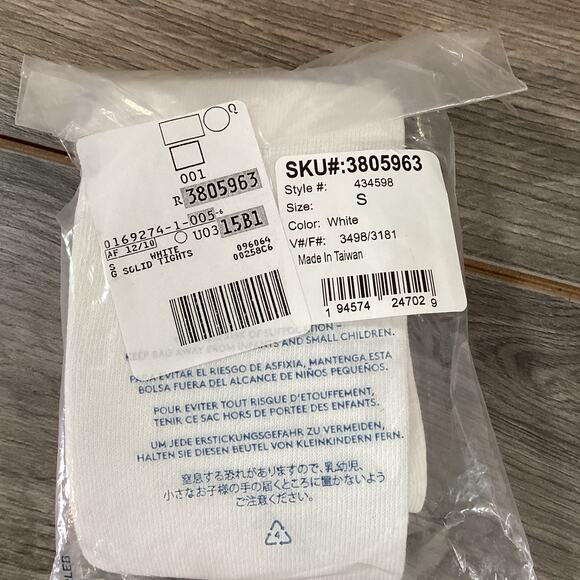 Q
001
R 3805963
0169274-1-005-6
AF 12/10 U03 15B1
S WHITE 096064
G SOLID TIGHTS 00258C6
SKU#:3805963
Style #: 434598
Size: S
Color: White
V#/F#: 3498/3181
Made In Taiwan
1 94574 24702 9
OF SUFFOCATION –
KEEP BAG AWAY FROM INFANTS AND SMALL CHILDREN.
PARA EVITAR EL RIESGO DE ASFIXIA, MANTENGA ESTA
BOLSA FUERA DEL ALCANCE DE NIÑOS PEQUEÑOS.
POUR EVITER TOUT RISQUE D'ETOUFFEMENT,
TENIR CE SAC HORS DE PORTEE DES ENFANTS.
UM JEDE ERSTICKUNGSGEFAHR ZU VERMEIDEN,
HALTEN SIE DIESEN BEUTEL VON KLEINKINDERN FERN.
窒息する恐れがありますので、乳幼児、
小さなお子様の手の届くところに置かないよう
ご注意ください。
4